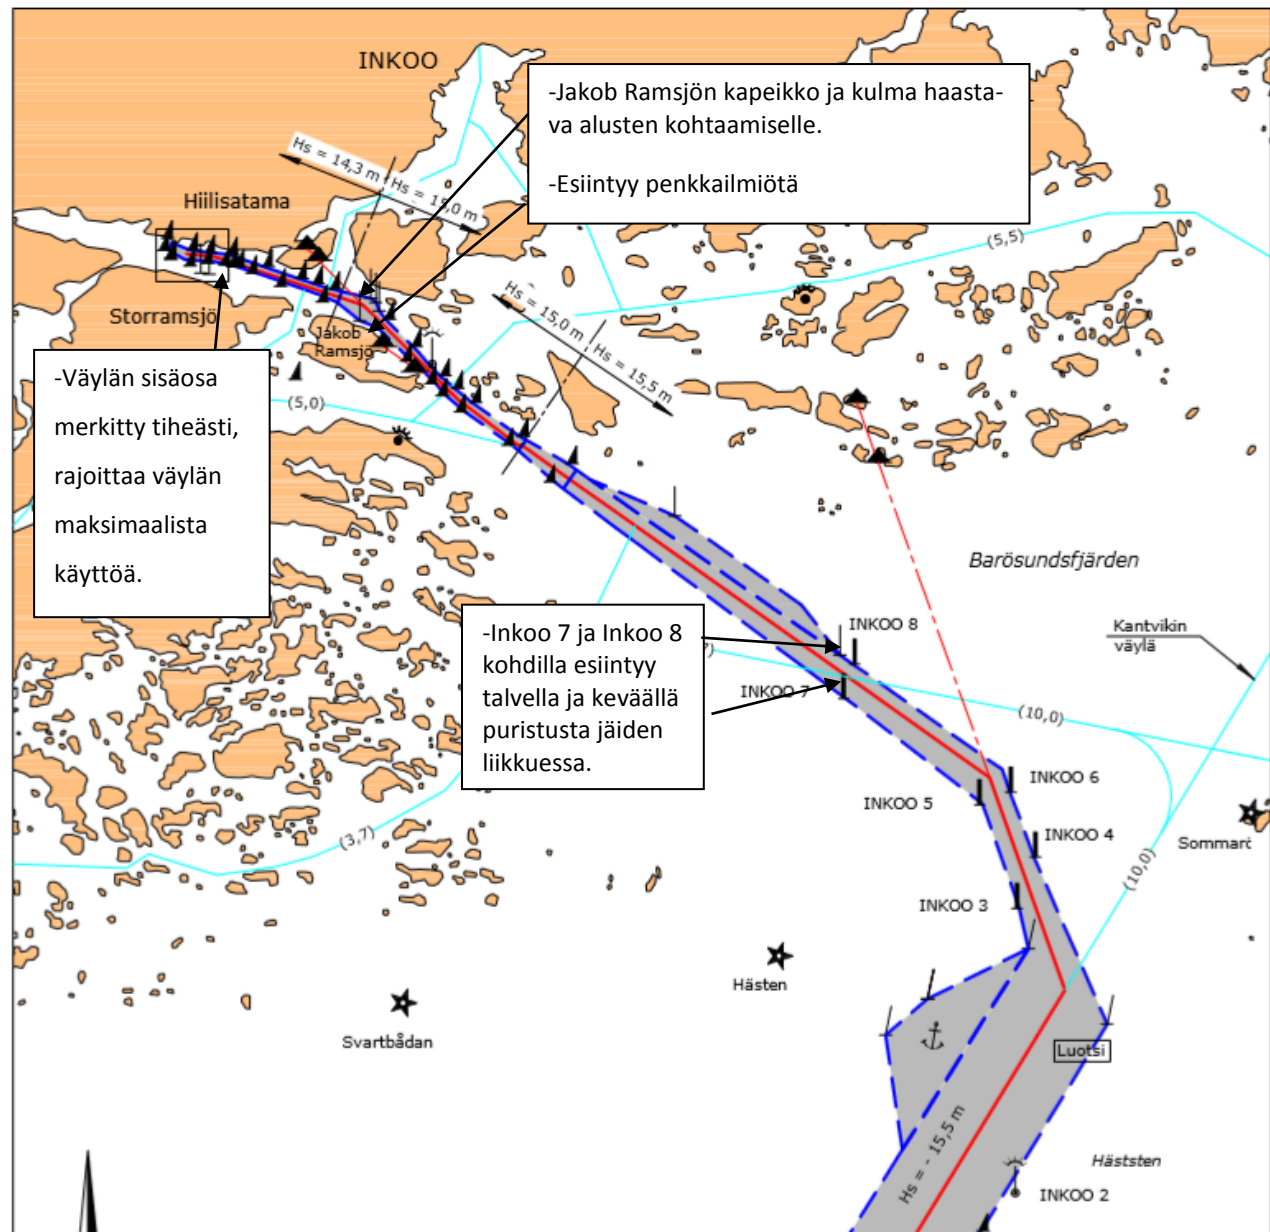 INKOO
-Jakob Ramsjön kapeikko ja kulma haasta-
va alusten kohtaamiselle.
-Esiintyy penkkailmiötä
Hs = 14,3 m
Hs = 15,0 m
Hiilisatama
(5,5)
Storramsjö
Jakob
Ramsjö
Hs = 15,0 m
Hs = 15,5 m
-Väylän sisäosa
merkitty tiheästi,
rajoittaa väylän
maksimaalista
käyttöä.
(5,0)
Barösundsfjärden
-Inkoo 7 ja Inkoo 8
kohdilla esiintyy
talvella ja keväällä
puristusta jäiden
liikkuessa.
INKOO 8
Kantvikin
väylä
INKOO 7
(10,0)
INKOO 6
INKOO 5
INKOO 4
Sommart
(3,7)
(10,0)
INKOO 3
Hästen
Svartbådan
Luotsi
Hs = - 15,5 m
Häststen
INKOO 2